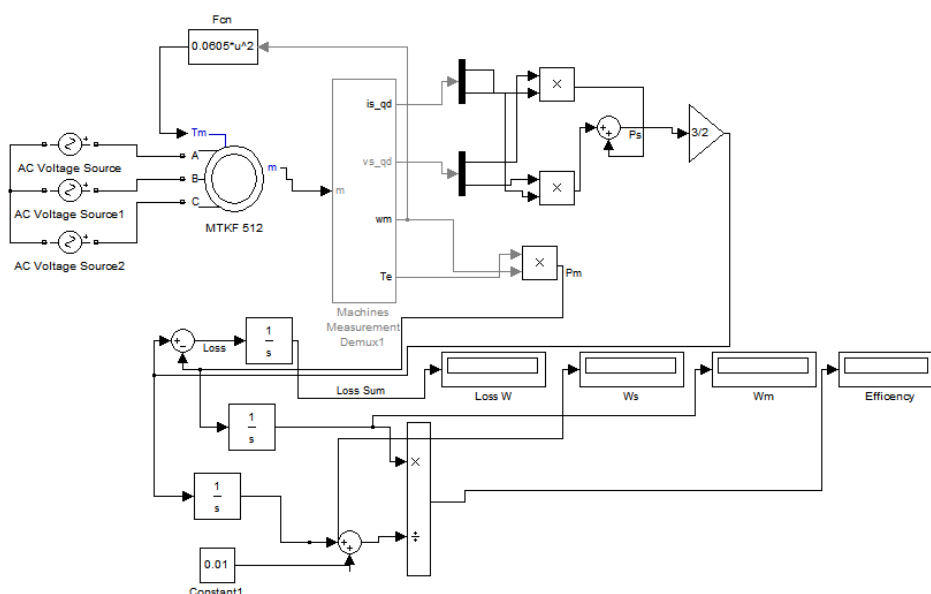 Fcn
0.0605*u^2
Tm
A
B
C
m
MTKF 512
AC Voltage Source
AC Voltage Source1
AC Voltage Source2
m
is_qd
vs_qd
wm
Te
Machines
Measurement
Demux1
×
×
×
+
+
Ps
3/2
Pm
+
−
Loss
1
s
Loss Sum
Loss W
Ws
Wm
Efficency
1
s
1
s
×
÷
+
+
0.01
Constant1